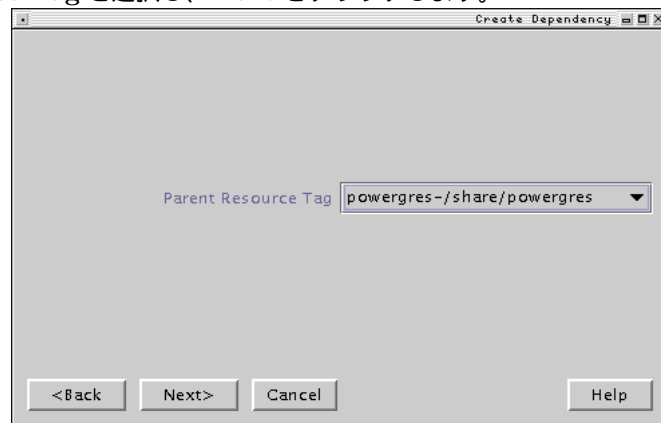 Create Dependency
Parent Resource Tag powergres-/share/powergres
<Back Next> Cancel Help